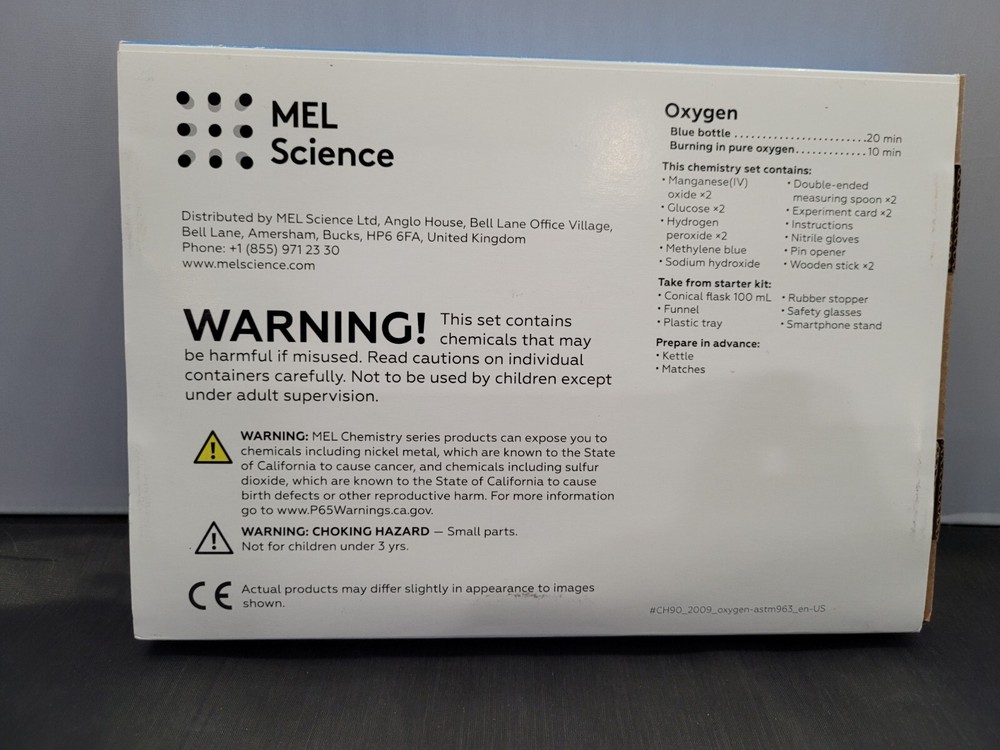 MEL
Science
Distributed by MEL Science Ltd, Anglo House, Bell Lane Office Village,
Bell Lane, Amersham, Bucks, HP6 6FA, United Kingdom
Phone: +1 (855) 971 23 30
www.melscience.com
WARNING! This set contains
chemicals that may
be harmful if misused. Read cautions on individual
containers carefully. Not to be used by children except
under adult supervision.
WARNING: MEL Chemistry series products can expose you to
chemicals including nickel metal, which are known to the State
of California to cause cancer, and chemicals including sulfur
dioxide, which are known to the State of California to cause
birth defects or other reproductive harm. For more information
go to www.P65Warnings.ca.gov.
WARNING: CHOKING HAZARD — Small parts.
Not for children under 3 yrs.
CE
Actual products may differ slightly in appearance to images
shown.
Oxygen
Blue bottle ........................20 min
Burning in pure oxygen.............10 min
This chemistry set contains:
• Manganese(IV)
oxide ×2
• Glucose ×2
• Hydrogen
peroxide ×2
• Methylene blue
• Sodium hydroxide
• Double-ended
measuring spoon ×2
• Experiment card ×2
• Instructions
• Nitrile gloves
• Pin opener
• Wooden stick ×2
Take from starter kit:
• Conical flask 100 mL
• Funnel
• Plastic tray
• Rubber stopper
• Safety glasses
• Smartphone stand
Prepare in advance:
• Kettle
• Matches
#CH90_2009_oxygen-astm963_en-US